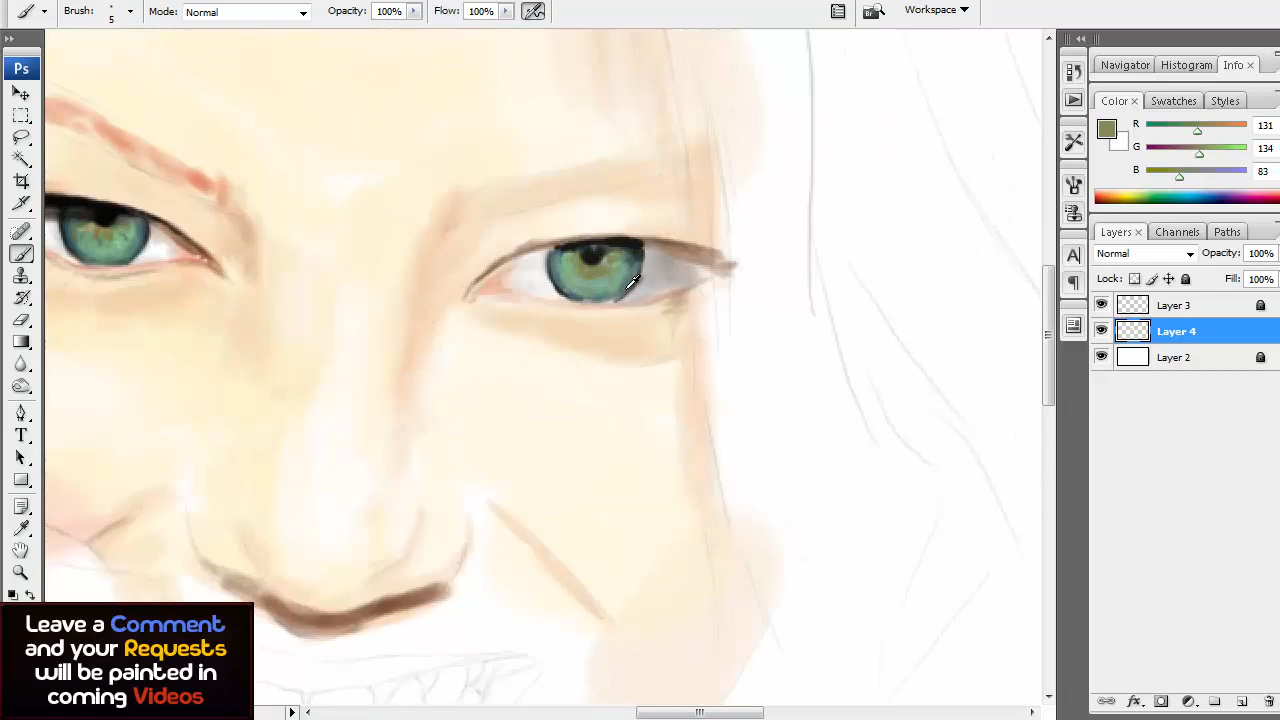 Brush: 5 Mode: Normal Opacity: 100% Flow: 100% Workspace
Ps
Navigator Histogram Info
Color Swatches Styles
R 131
G 134
B 83
Layers Channels Paths
Normal Opacity: 100%
Lock: Fill: 100%
Layer 3
Layer 4
Layer 2
Leave a Comment
and your Requests
will be painted in
coming Videos